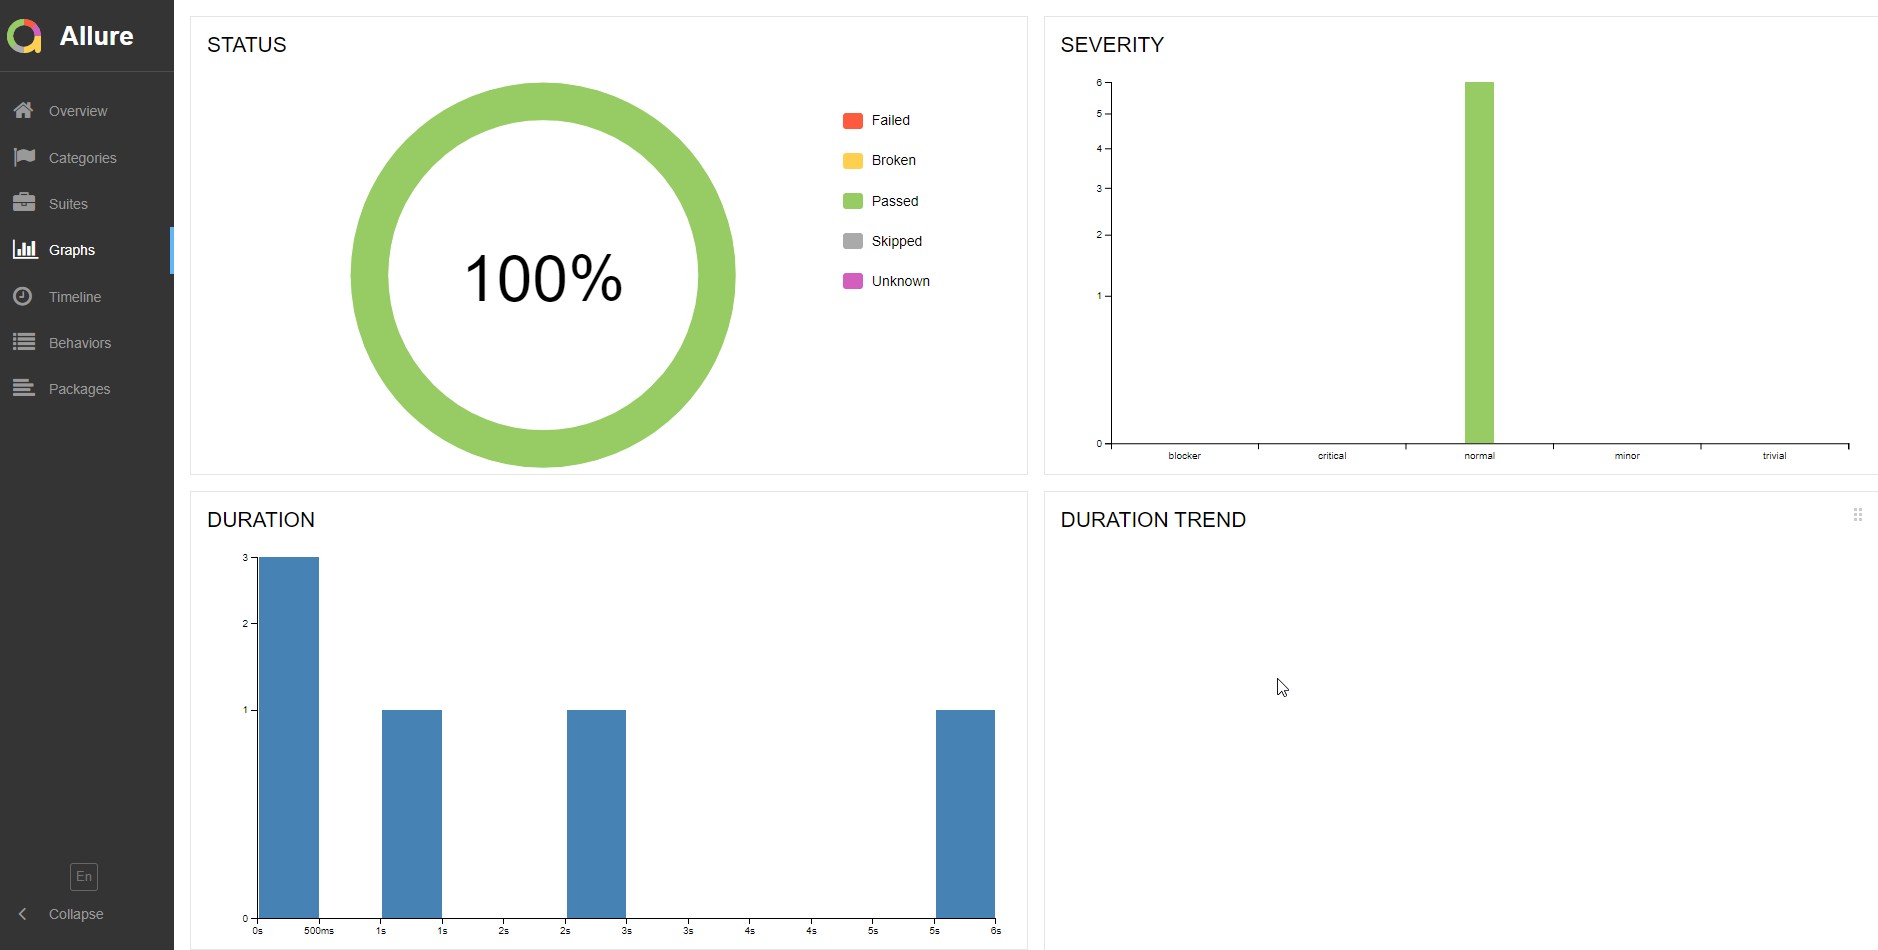 Allure
Overview
Categories
Suites
Graphs
Timeline
Behaviors
Packages
En
Collapse
STATUS
100%
Failed
Broken
Passed
Skipped
Unknown
SEVERITY
6
5
4
3
2
1
0
blocker critical normal minor trivial
DURATION
3
2
1
0
0s 500ms 1s 1s 2s 2s 3s 3s 4s 4s 5s 5s 6s
DURATION TREND